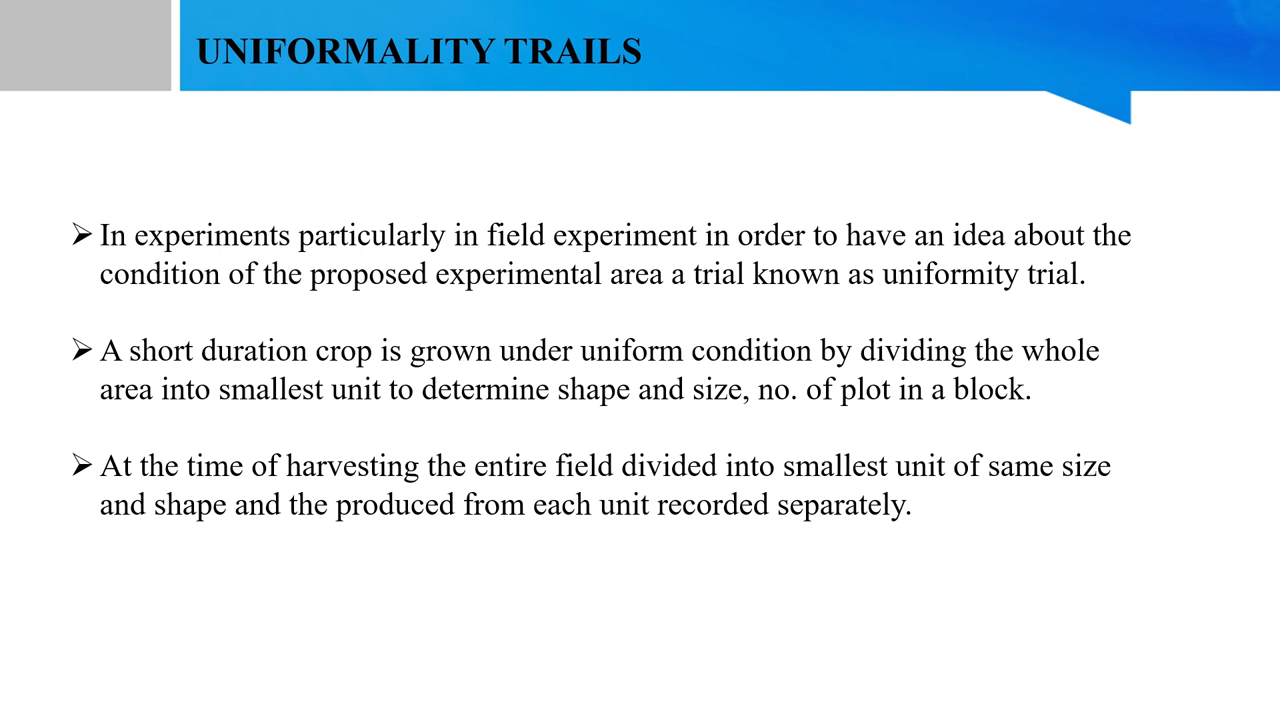 UNIFORMALITY TRAILS
➢ In experiments particularly in field experiment in order to have an idea about the
condition of the proposed experimental area a trial known as uniformity trial.
➢ A short duration crop is grown under uniform condition by dividing the whole
area into smallest unit to determine shape and size, no. of plot in a block.
➢ At the time of harvesting the entire field divided into smallest unit of same size
and shape and the produced from each unit recorded separately.